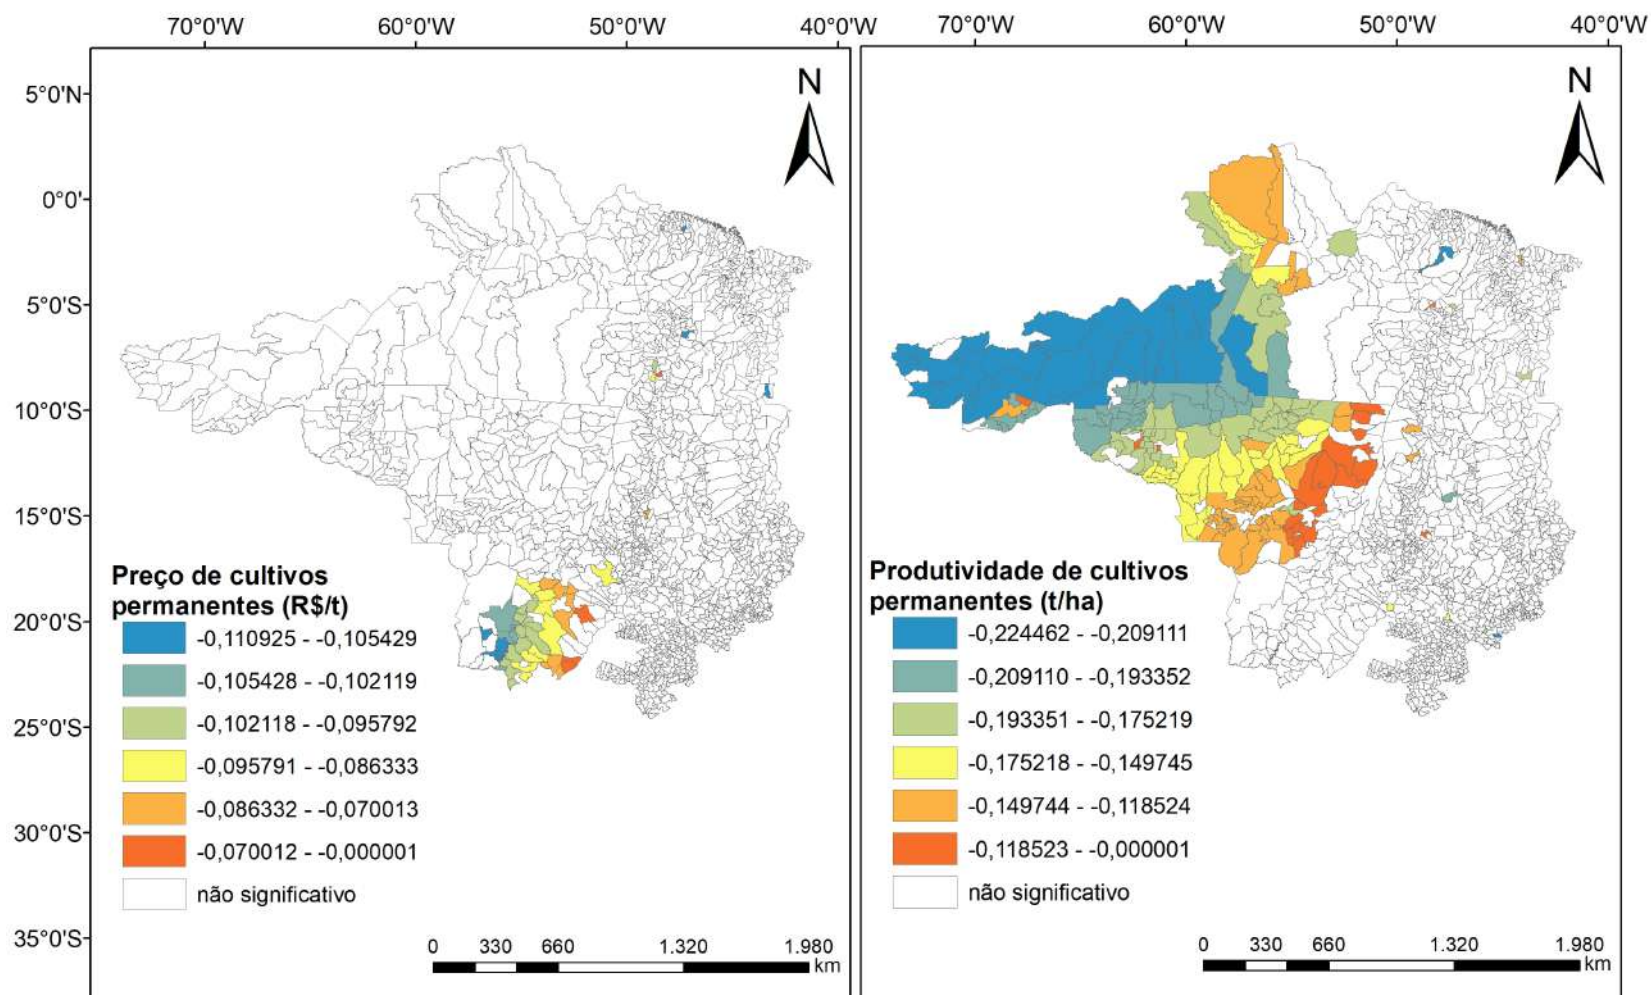 70°0'W 60°0'W 50°0'W 40°0'W
70°0'W 60°0'W 50°0'W 40°0'W
N
5°0'N
0°0'
5°0'S
10°0'S
15°0'S
20°0'S
25°0'S
30°0'S
35°0'S
Preço de cultivos
permanentes (R$/t)
-0,110925 - -0,105429
-0,105428 - -0,102119
-0,102118 - -0,095792
-0,095791 - -0,086333
-0,086332 - -0,070013
-0,070012 - -0,000001
não significativo
0 330 660 1.320 1.980
km
N
Produtividade de cultivos
permanentes (t/ha)
-0,224462 - -0,209111
-0,209110 - -0,193352
-0,193351 - -0,175219
-0,175218 - -0,149745
-0,149744 - -0,118524
-0,118523 - -0,000001
não significativo
0 330 660 1.320 1.980
km